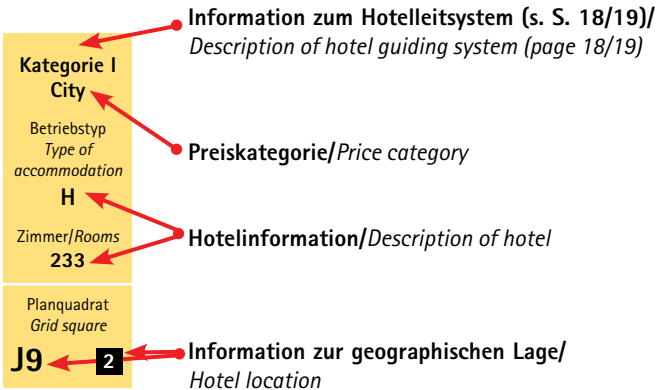 Information zum Hotelleitsystem (s. S. 18/19)/
Description of hotel guiding system (page 18/19)
Kategorie I
City
Betriebstyp
Type of
accommodation
H
Preiskategorie/Price category
Zimmer/Rooms
233
Hotelinformation/Description of hotel
Planquadrat
Grid square
J9 2
Information zur geographischen Lage/
Hotel location